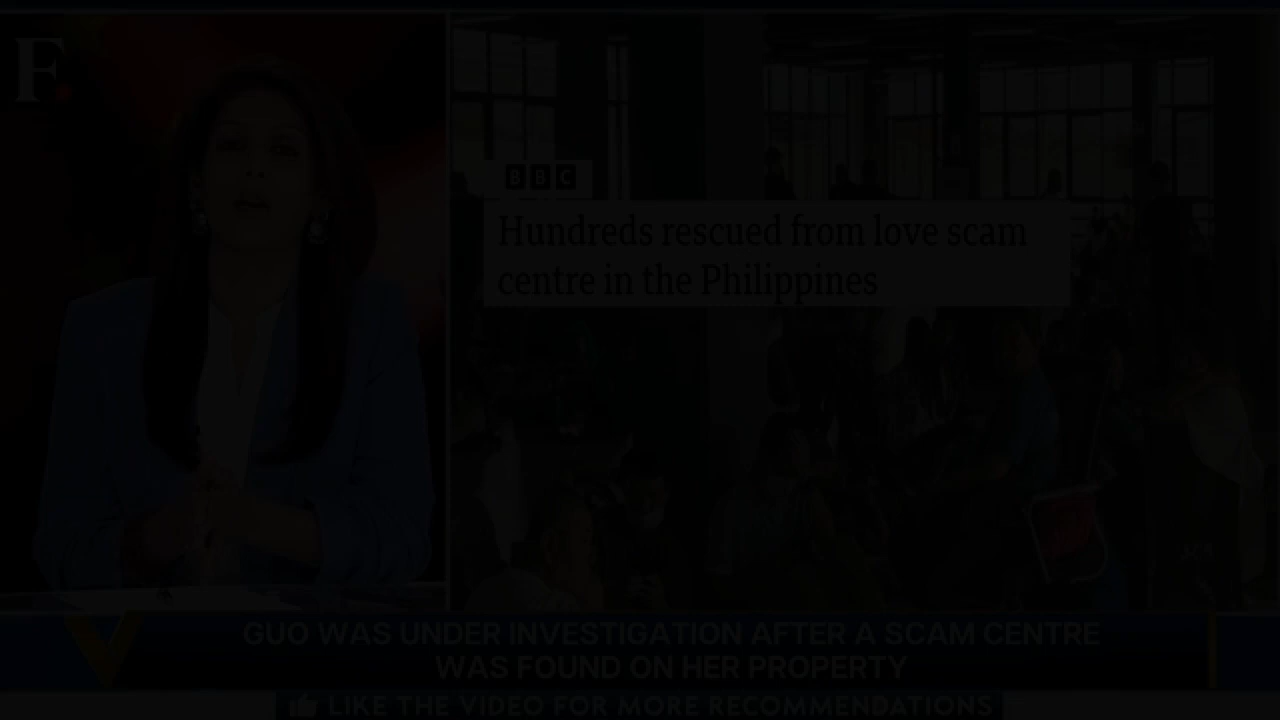 F
BBC
Hundreds rescued from love scam
centre in the Philippines
GUO WAS UNDER INVESTIGATION AFTER A SCAM CENTRE
WAS FOUND ON HER PROPERTY
LIKE THE VIDEO FOR MORE RECOMMENDATIONS